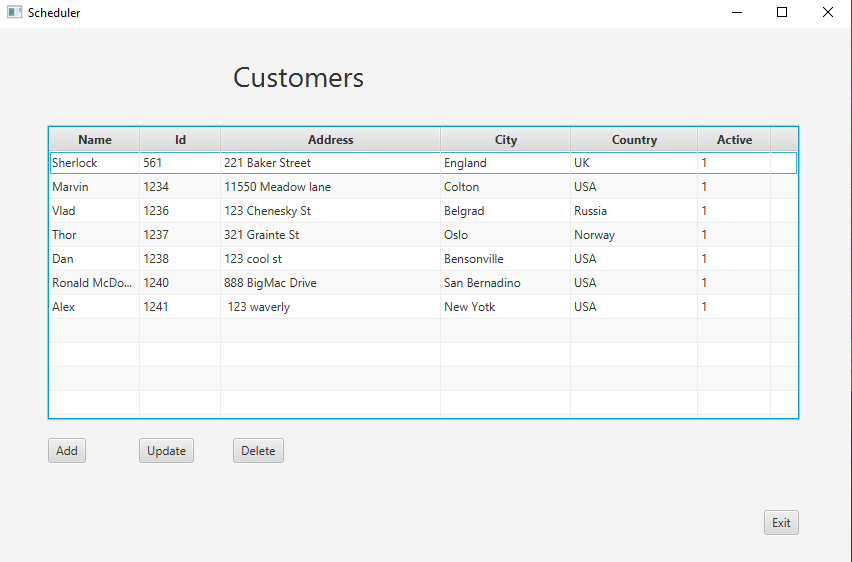 Scheduler
Customers
Name Id Address City Country Active
Sherlock 561 221 Baker Street England UK 1
Marvin 1234 11550 Meadow lane Colton USA 1
Vlad 1236 123 Chenesky St Belgrad Russia 1
Thor 1237 321 Grainte St Oslo Norway 1
Dan 1238 123 cool st Bensonville USA 1
Ronald McDo... 1240 888 BigMac Drive San Bernadino USA 1
Alex 1241 123 waverly New Yotk USA 1
Add Update Delete
Exit